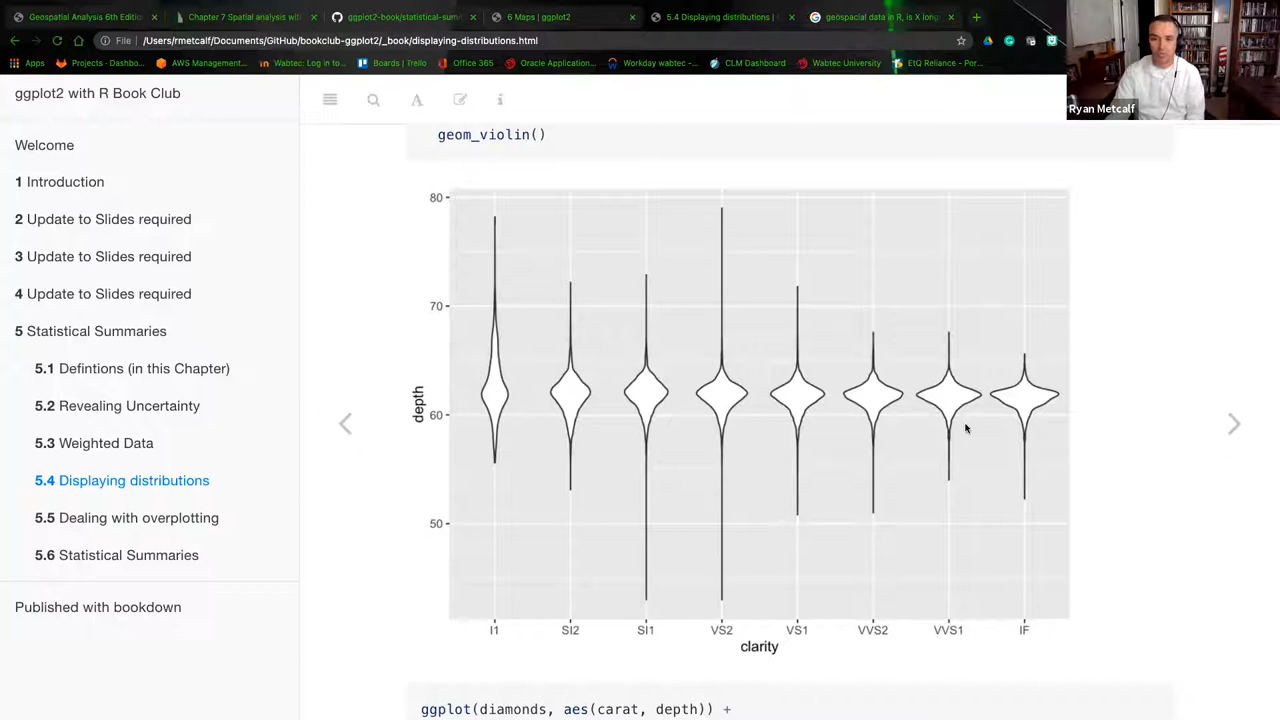 Geospatial Analysis 6th Edition
Chapter 7 Spatial analysis with
ggplot2-book/statistical-sum
6 Maps | ggplot2
5.4 Displaying distributions |
geospacial data in R, is X long
File | /Users/rmetcalf/Documents/GitHub/bookclub-ggplot2/_book/displaying-distributions.html
Apps
Projects · Dashbo...
AWS Management...
Wabtec: Log in to...
Boards | Trello
Office 365
Oracle Application...
Workday wabtec -...
CLM Dashboard
Wabtec University
EtQ Reliance - Por...
Ryan Metcalf
ggplot2 with R Book Club
Welcome
1 Introduction
2 Update to Slides required
3 Update to Slides required
4 Update to Slides required
5 Statistical Summaries
5.1 Defintions (in this Chapter)
5.2 Revealing Uncertainty
5.3 Weighted Data
5.4 Displaying distributions
5.5 Dealing with overplotting
5.6 Statistical Summaries
Published with bookdown
geom_violin()
80
70
60
50
depth
I1 SI2 SI1 VS2 VS1 VVS2 VVS1 IF
clarity
ggplot(diamonds, aes(carat, depth)) +